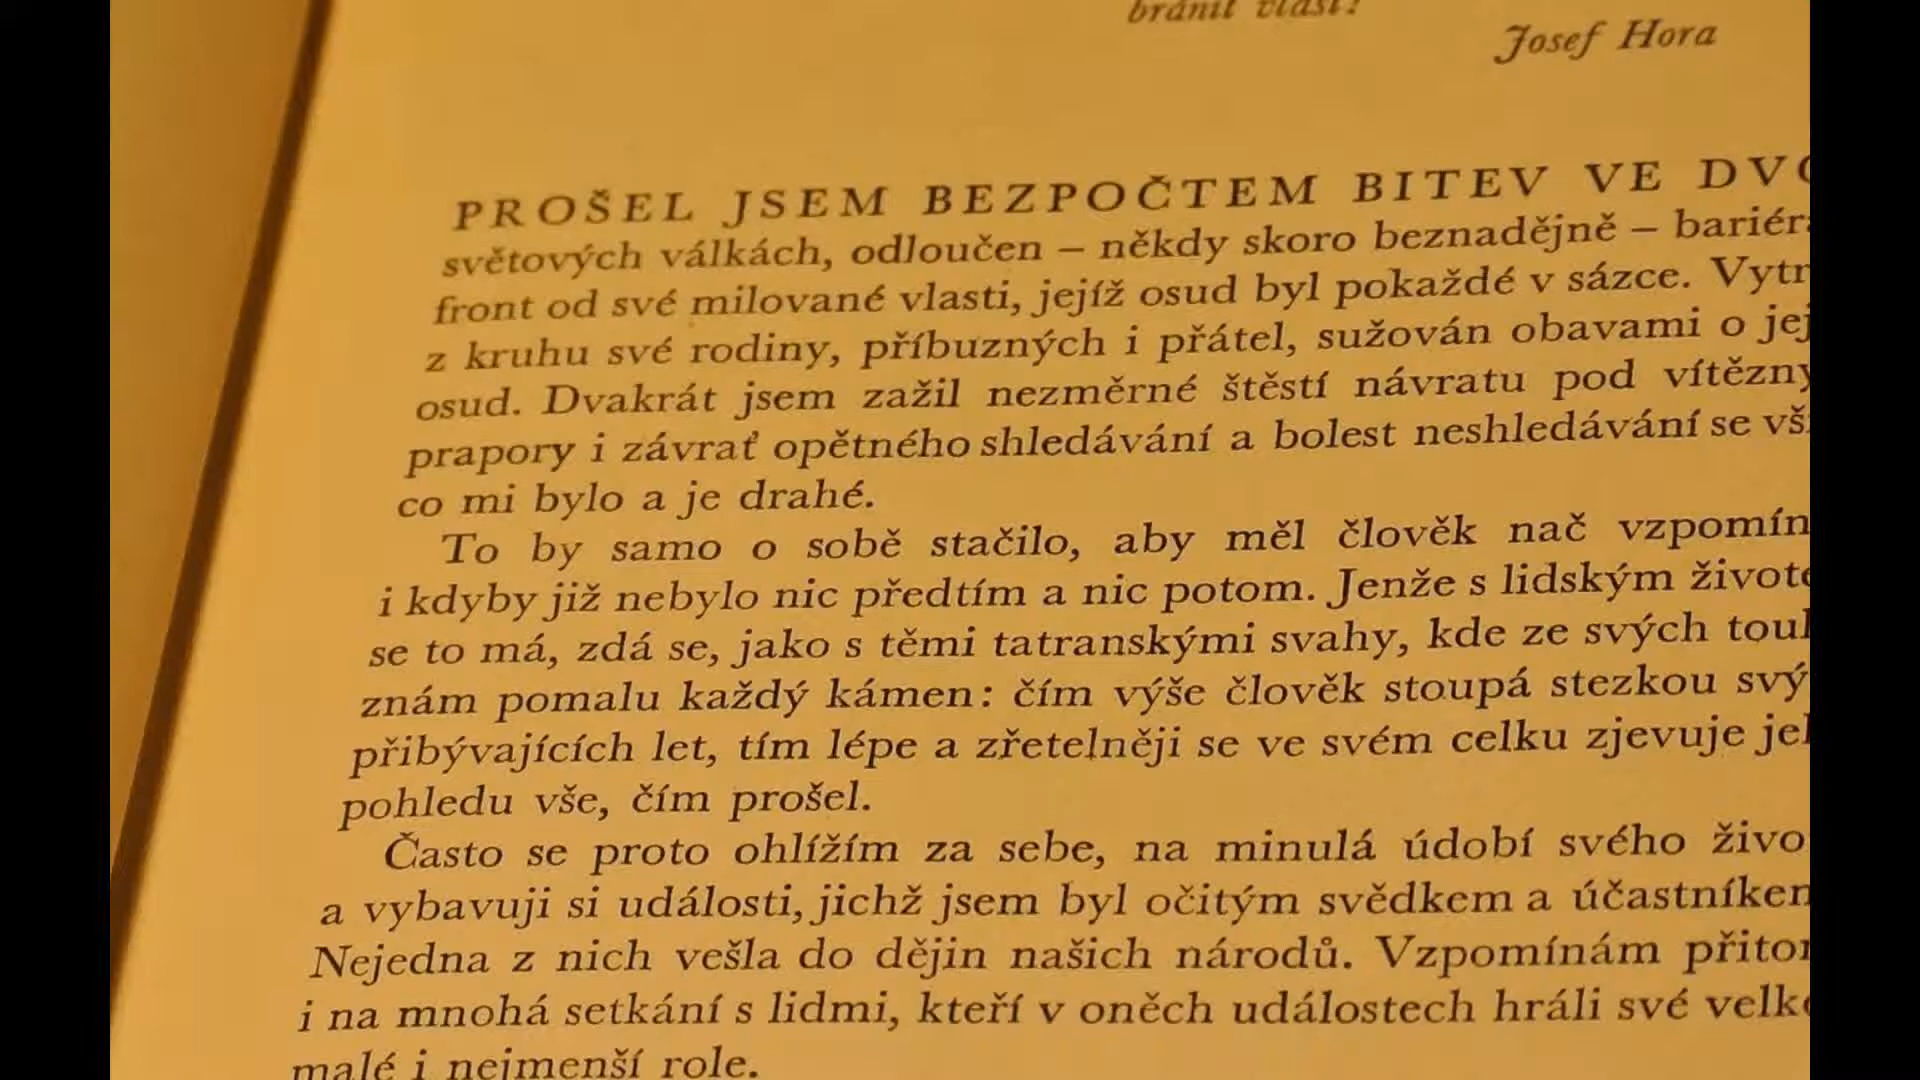 bránit vlast!
Josef Hora
PROŠEL JSEM BEZPOČTEM BITEV VE
světových válkách, odloučen – někdy skoro beznadějně –
front od své milované vlasti, jejíž osud byl pokaždé v sázce.
z kruhu své rodiny, příbuzných i přátel, sužován obavami o
osud. Dvakrát jsem zažil nezměrné štěstí návratu pod
prapory i závrať opětného shledávání a bolest neshledávání se
co mi bylo a je drahé.
To by samo o sobě stačilo, aby měl člověk nač
i kdyby již nebylo nic předtím a nic potom. Jenže s lidským
se to má, zdá se, jako s těmi tatranskými svahy, kde ze svých
znám pomalu každý kámen: čím výše člověk stoupá stezkou
přibývajících let, tím lépe a zřetelněji se ve svém celku zjevuje
pohledu vše, čím prošel.
Často se proto ohlížím za sebe, na minulá údobí svého
a vybavuji si události, jichž jsem byl očitým svědkem a
Nejedna z nich vešla do dějin našich národů. Vzpomínám
i na mnohá setkání s lidmi, kteří v oněch událostech hráli své
malé i nejmenší role.